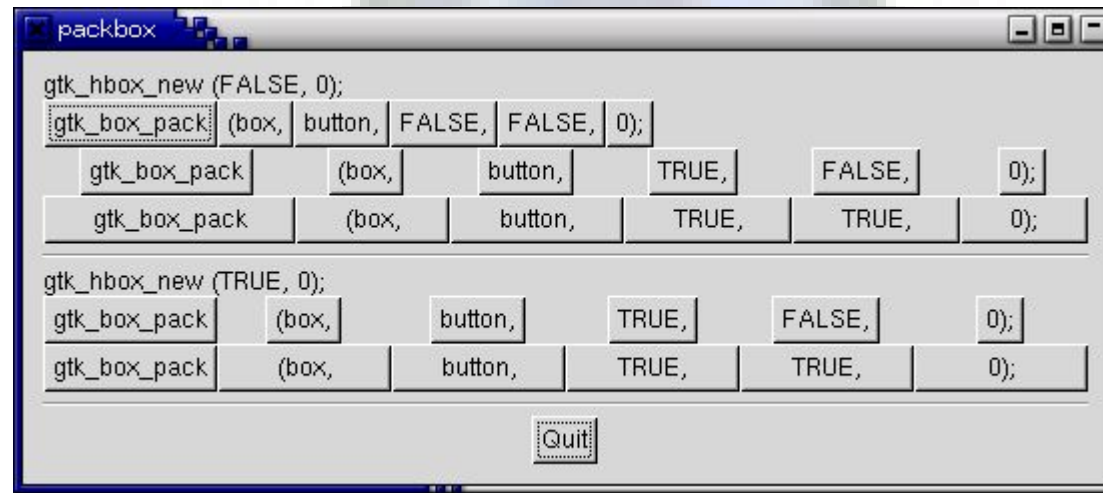 packbox
gtk_hbox_new (FALSE, 0);
gtk_box_pack (box, button, FALSE, FALSE, 0);
gtk_box_pack (box, button, TRUE, FALSE, 0);
gtk_box_pack (box, button, TRUE, TRUE, 0);
gtk_hbox_new (TRUE, 0);
gtk_box_pack (box, button, TRUE, FALSE, 0);
gtk_box_pack (box, button, TRUE, TRUE, 0);
Quit